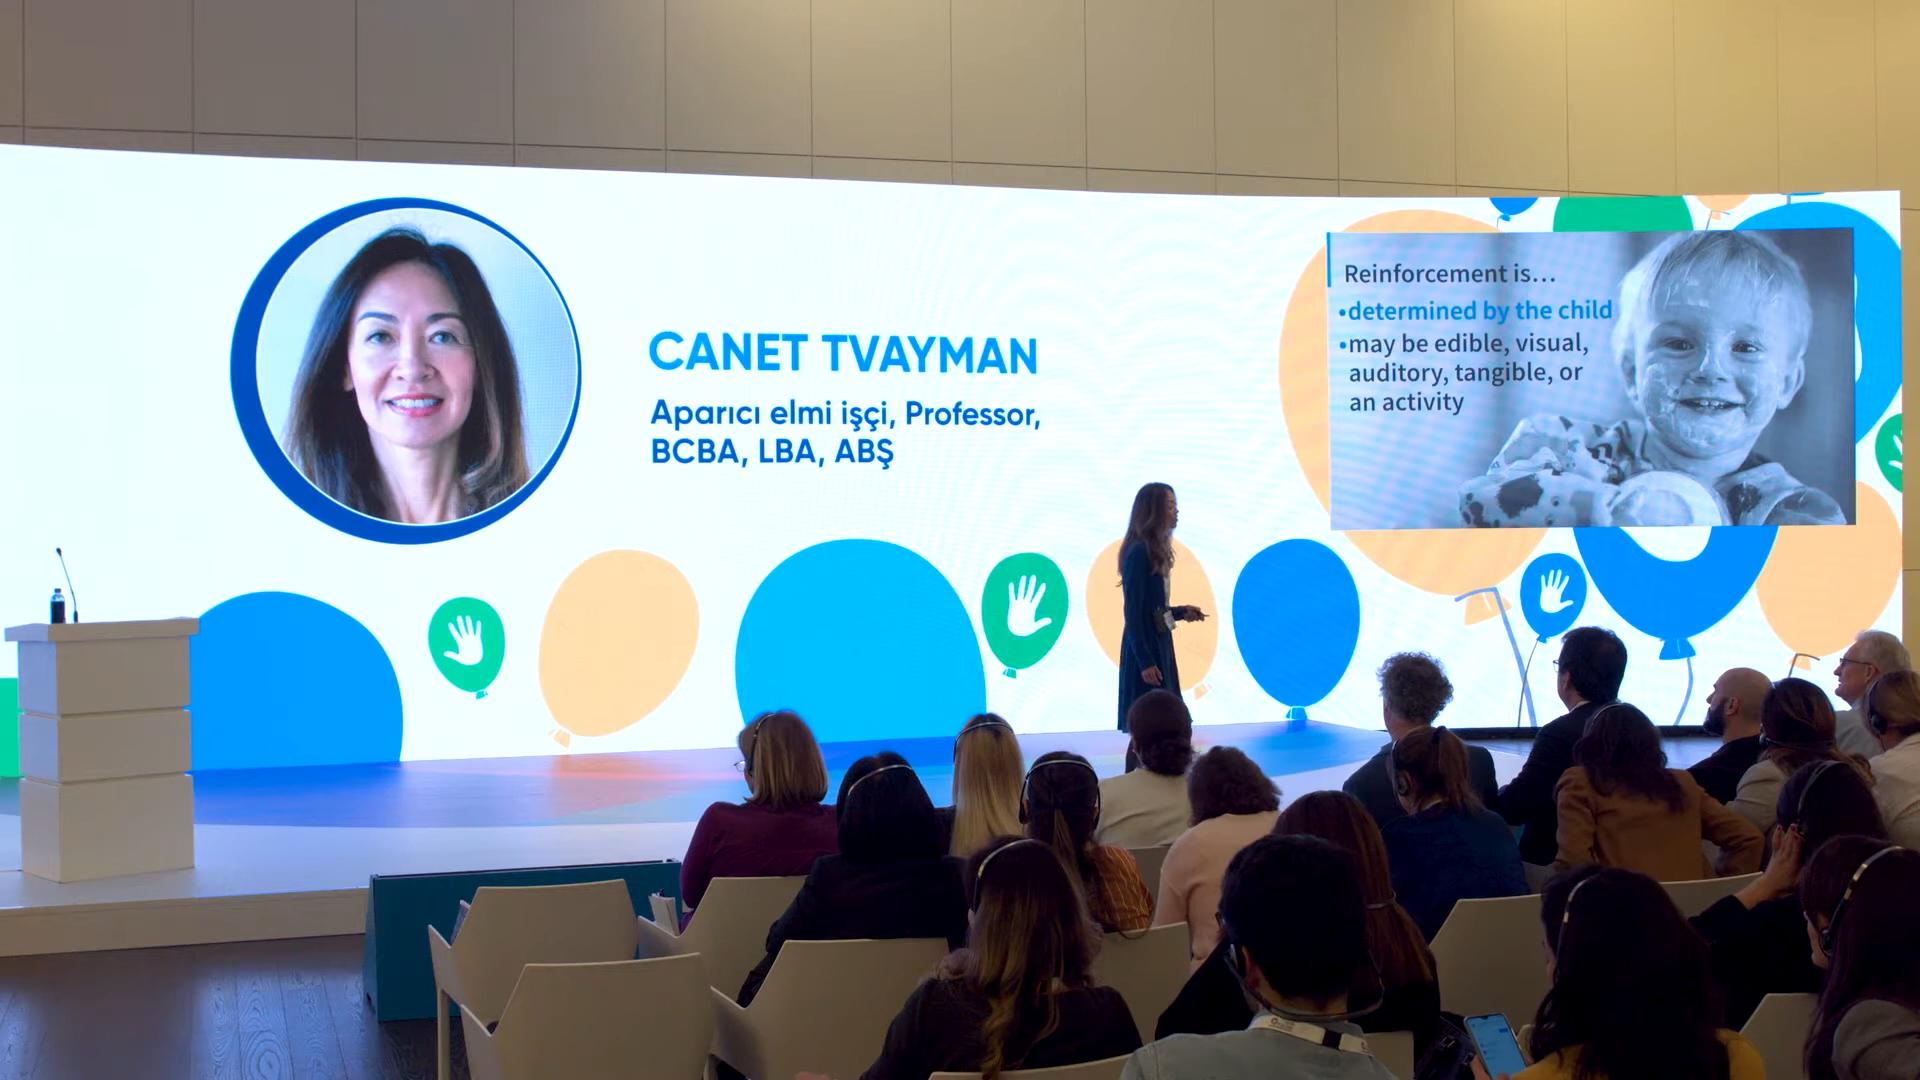 CANET TVAYMAN
Aparıcı elmi işçi, Professor,
BCBA, LBA, ABŞ
Reinforcement is...
•determined by the child
•may be edible, visual,
auditory, tangible, or
an activity